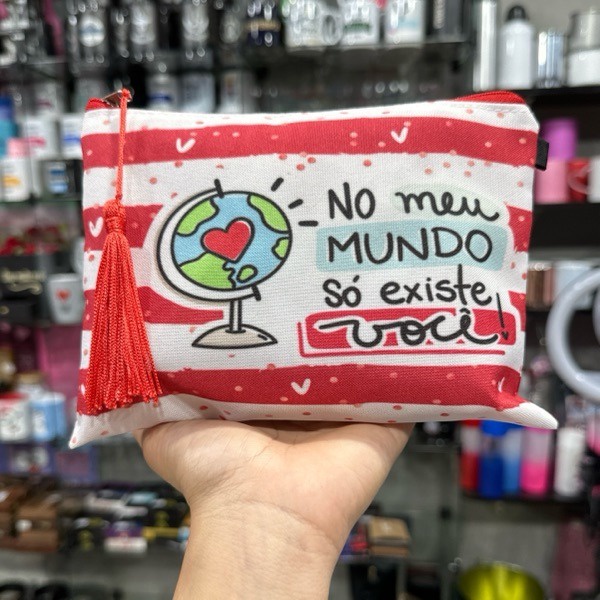 NO meu
MUNDO
Só existe
você!